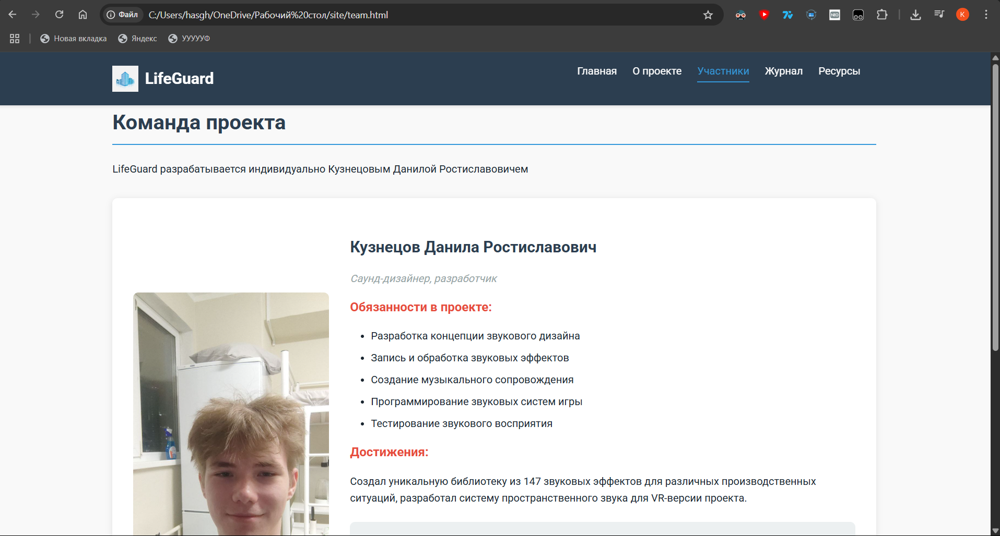 Файл C:/Users/hasgh/OneDrive/Рабочий%20стол/site/team.html
NEO
K
Новая вкладка Яндекс УУУУУФ
LifeGuard
Главная О проекте Участники Журнал Ресурсы
Команда проекта
LifeGuard разрабатывается индивидуально Кузнецовым Данилой Ростиславовичем
Кузнецов Данила Ростиславович
Саунд-дизайнер, разработчик
Обязанности в проекте:
• Разработка концепции звукового дизайна
• Запись и обработка звуковых эффектов
• Создание музыкального сопровождения
• Программирование звуковых систем игры
• Тестирование звукового восприятия
Достижения:
Создал уникальную библиотеку из 147 звуковых эффектов для различных производственных
ситуаций, разработал систему пространственного звука для VR-версии проекта.